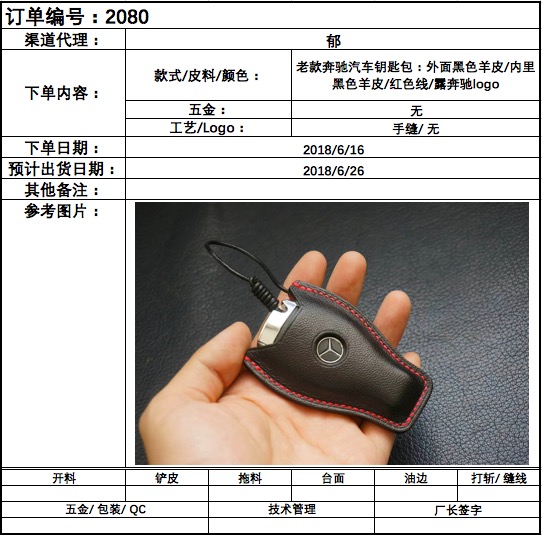 订单编号：2080
渠道代理： 郁
下单内容： 款式/皮料/颜色： 老款奔驰汽车钥匙包：外面黑色羊皮/内里
黑色羊皮/红色线/露奔驰logo
五金： 无
工艺/Logo： 手缝/ 无
下单日期： 2018/6/16
预计出货日期： 2018/6/26
其他备注：
参考图片：
开料 铲皮 拖料 台面 油边 打斩/ 缝线
五金/ 包装/ QC 技术管理 厂长签字